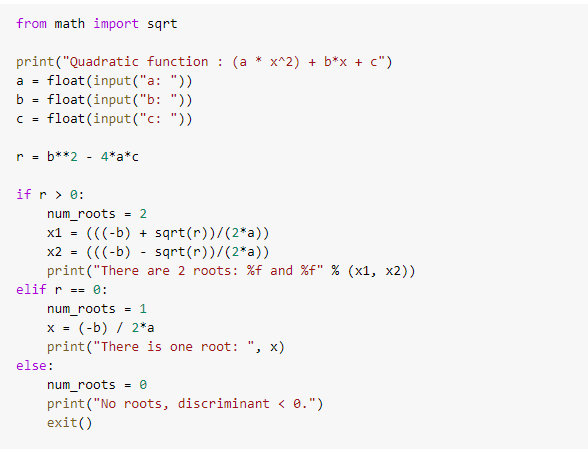 from math import sqrt
print("Quadratic function : (a * x^2) + b*x + c")
a = float(input("a: "))
b = float(input("b: "))
c = float(input("c: "))
r = b**2 - 4*a*c
if r > 0:
    num_roots = 2
    x1 = (((-b) + sqrt(r))/(2*a))
    x2 = (((-b) - sqrt(r))/(2*a))
    print("There are 2 roots: %f and %f" % (x1, x2))
elif r == 0:
    num_roots = 1
    x = (-b) / 2*a
    print("There is one root: ", x)
else:
    num_roots = 0
    print("No roots, discriminant < 0.")
    exit()